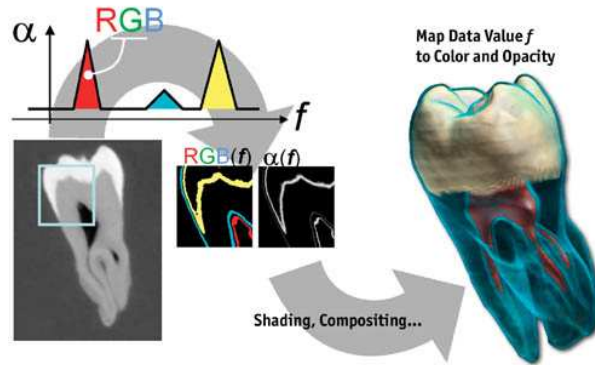 α
RGB
f
Map Data Value f
to Color and Opacity
RGB(f)
α(f)
Shading, Compositing...